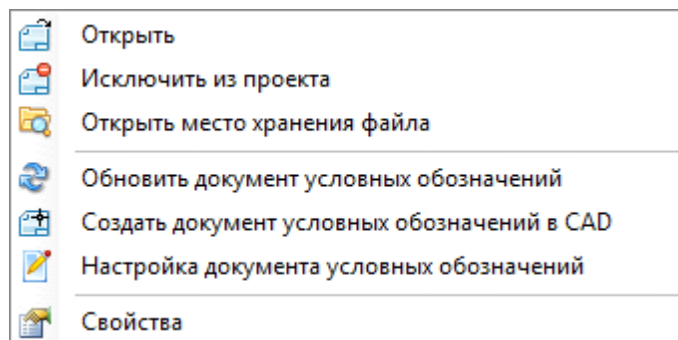 Открыть
Исключить из проекта
Открыть место хранения файла
Обновить документ условных обозначений
Создать документ условных обозначений в CAD
Настройка документа условных обозначений
Свойства